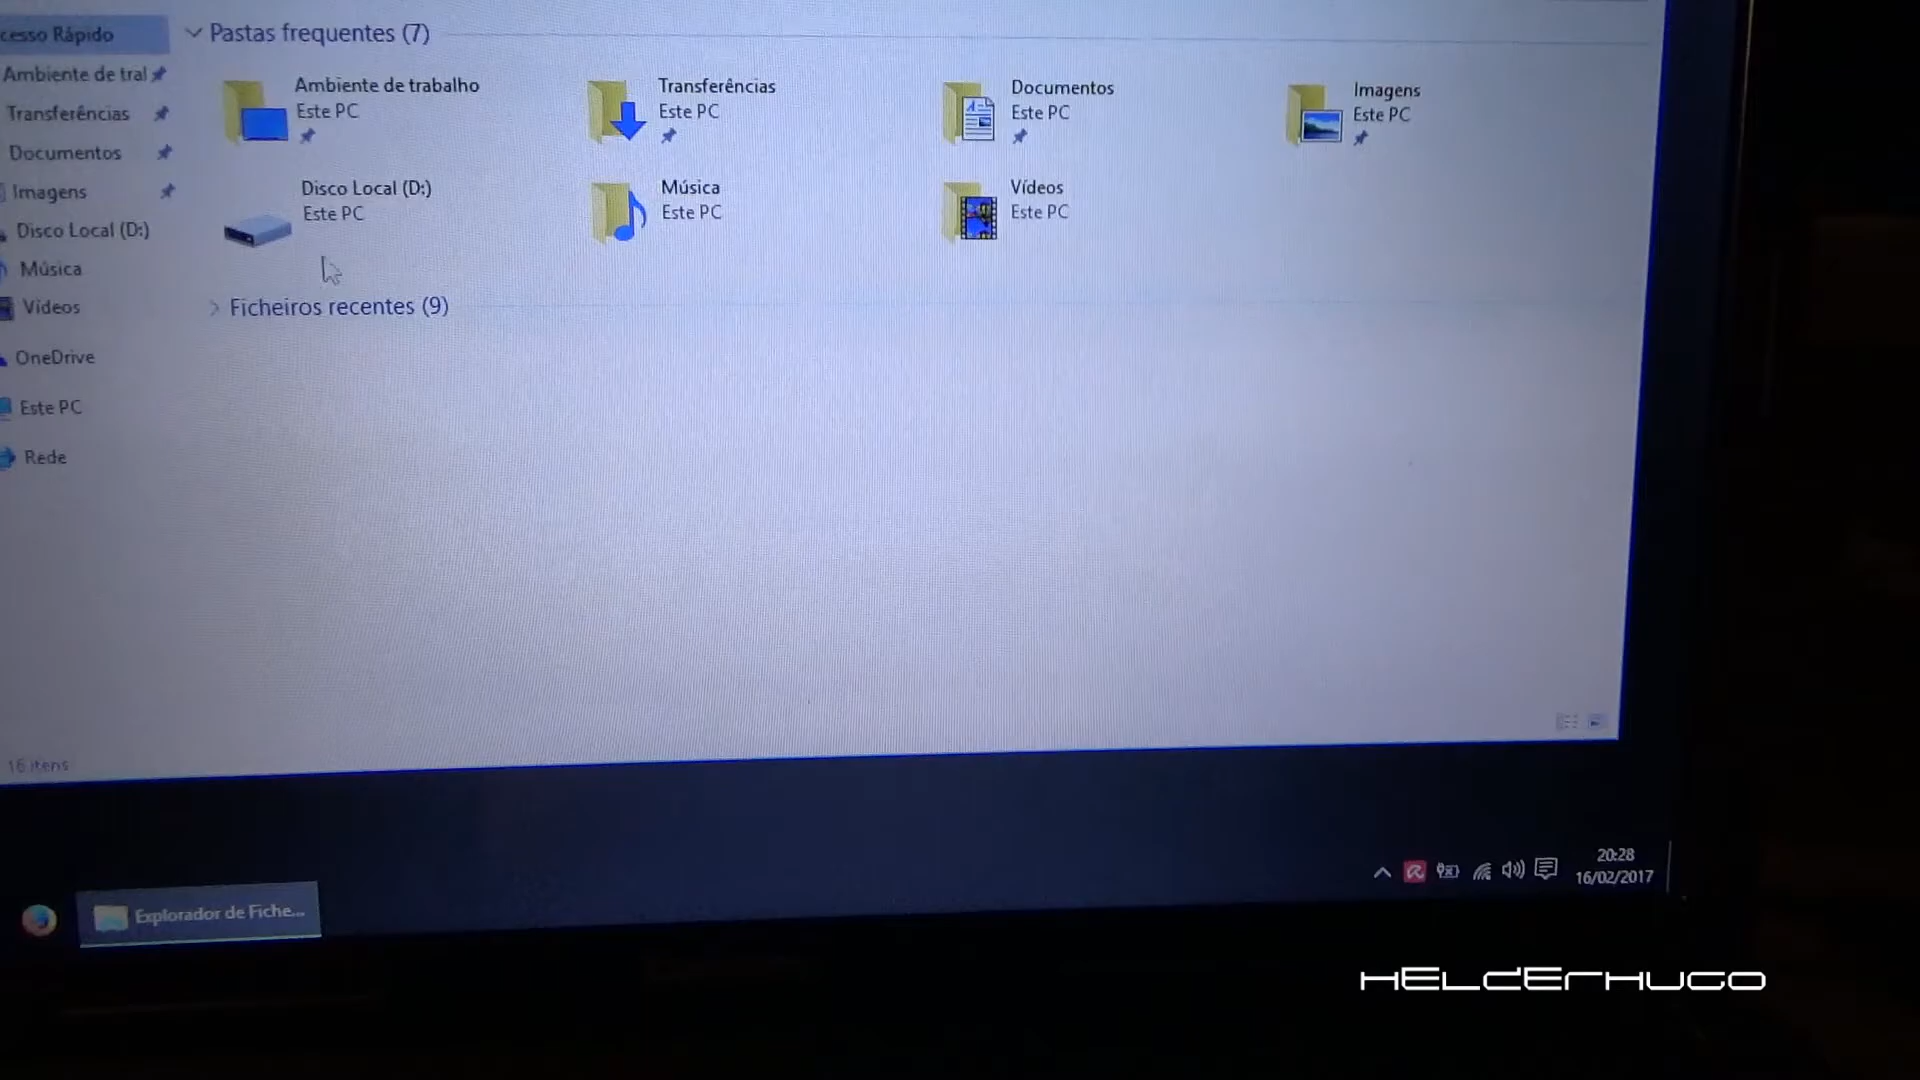 cesso Rápido
Ambiente de tral
Transferências
Documentos
Imagens
Disco Local (D:)
Música
Vídeos
OneDrive
Este PC
Rede
Pastas frequentes (7)
Ambiente de trabalho
Este PC
Transferências
Este PC
Documentos
Este PC
Imagens
Este PC
Disco Local (D:)
Este PC
Música
Este PC
Vídeos
Este PC
Ficheiros recentes (9)
16 itens
Explorador de Fiche...
20:28
16/02/2017
HELDERHUGO